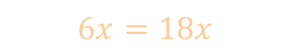 6x = 18x